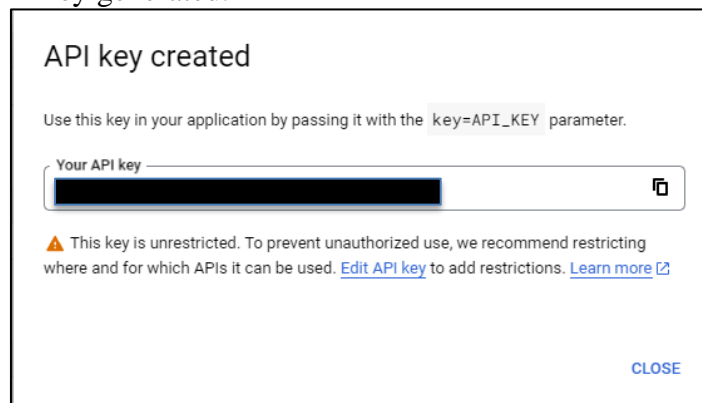 API key created
Use this key in your application by passing it with the key=API_KEY parameter.
Your API key
This key is unrestricted. To prevent unauthorized use, we recommend restricting
where and for which APIs it can be used. Edit API key to add restrictions. Learn more
CLOSE